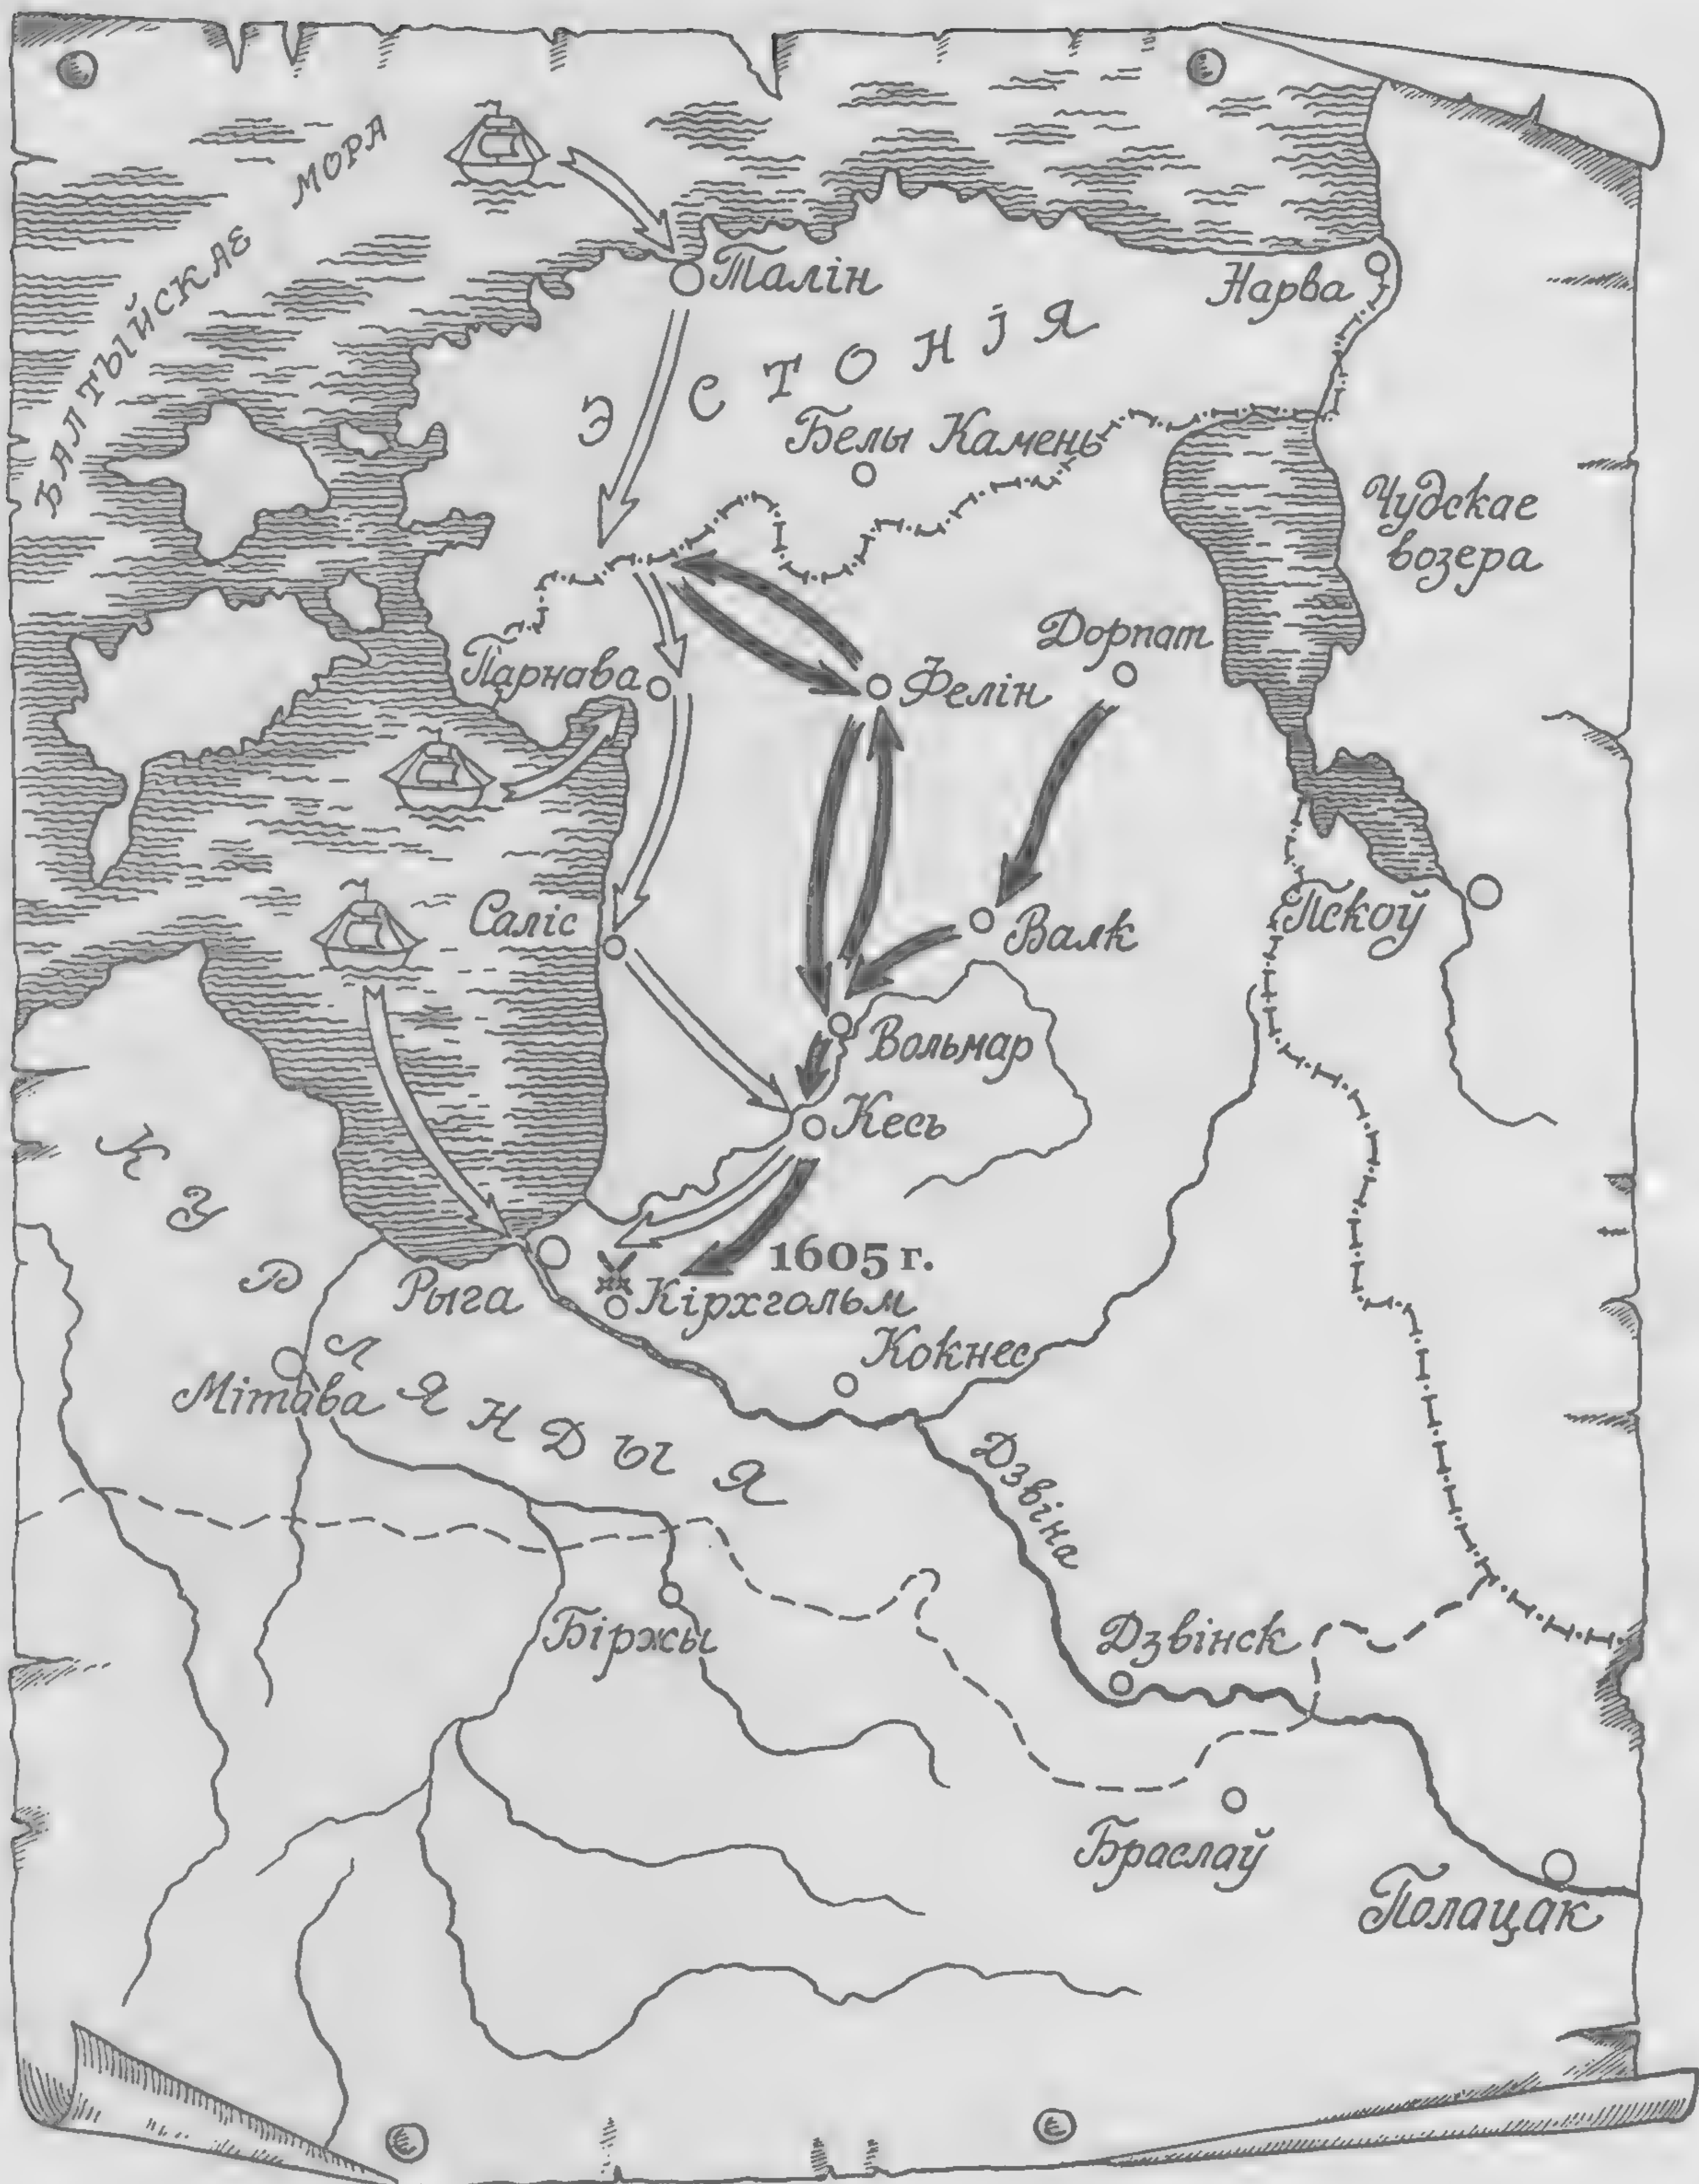 БАЛТЫЙСКАЕ МОРА
Талін
Нарва
ЭСТОНІЯ
Белы Камень
Чудскае
возера
Дорпат
Парнава
Фелін
Саліс
Валк
Пскоў
Вольмар
Кесь
КУРЛЯНДЫЯ
1605 г.
Рыга
Кірхгольм
Кокнес
Мітава
Дзвіна
Біржы
Дзвінск
Браслаў
Полацак